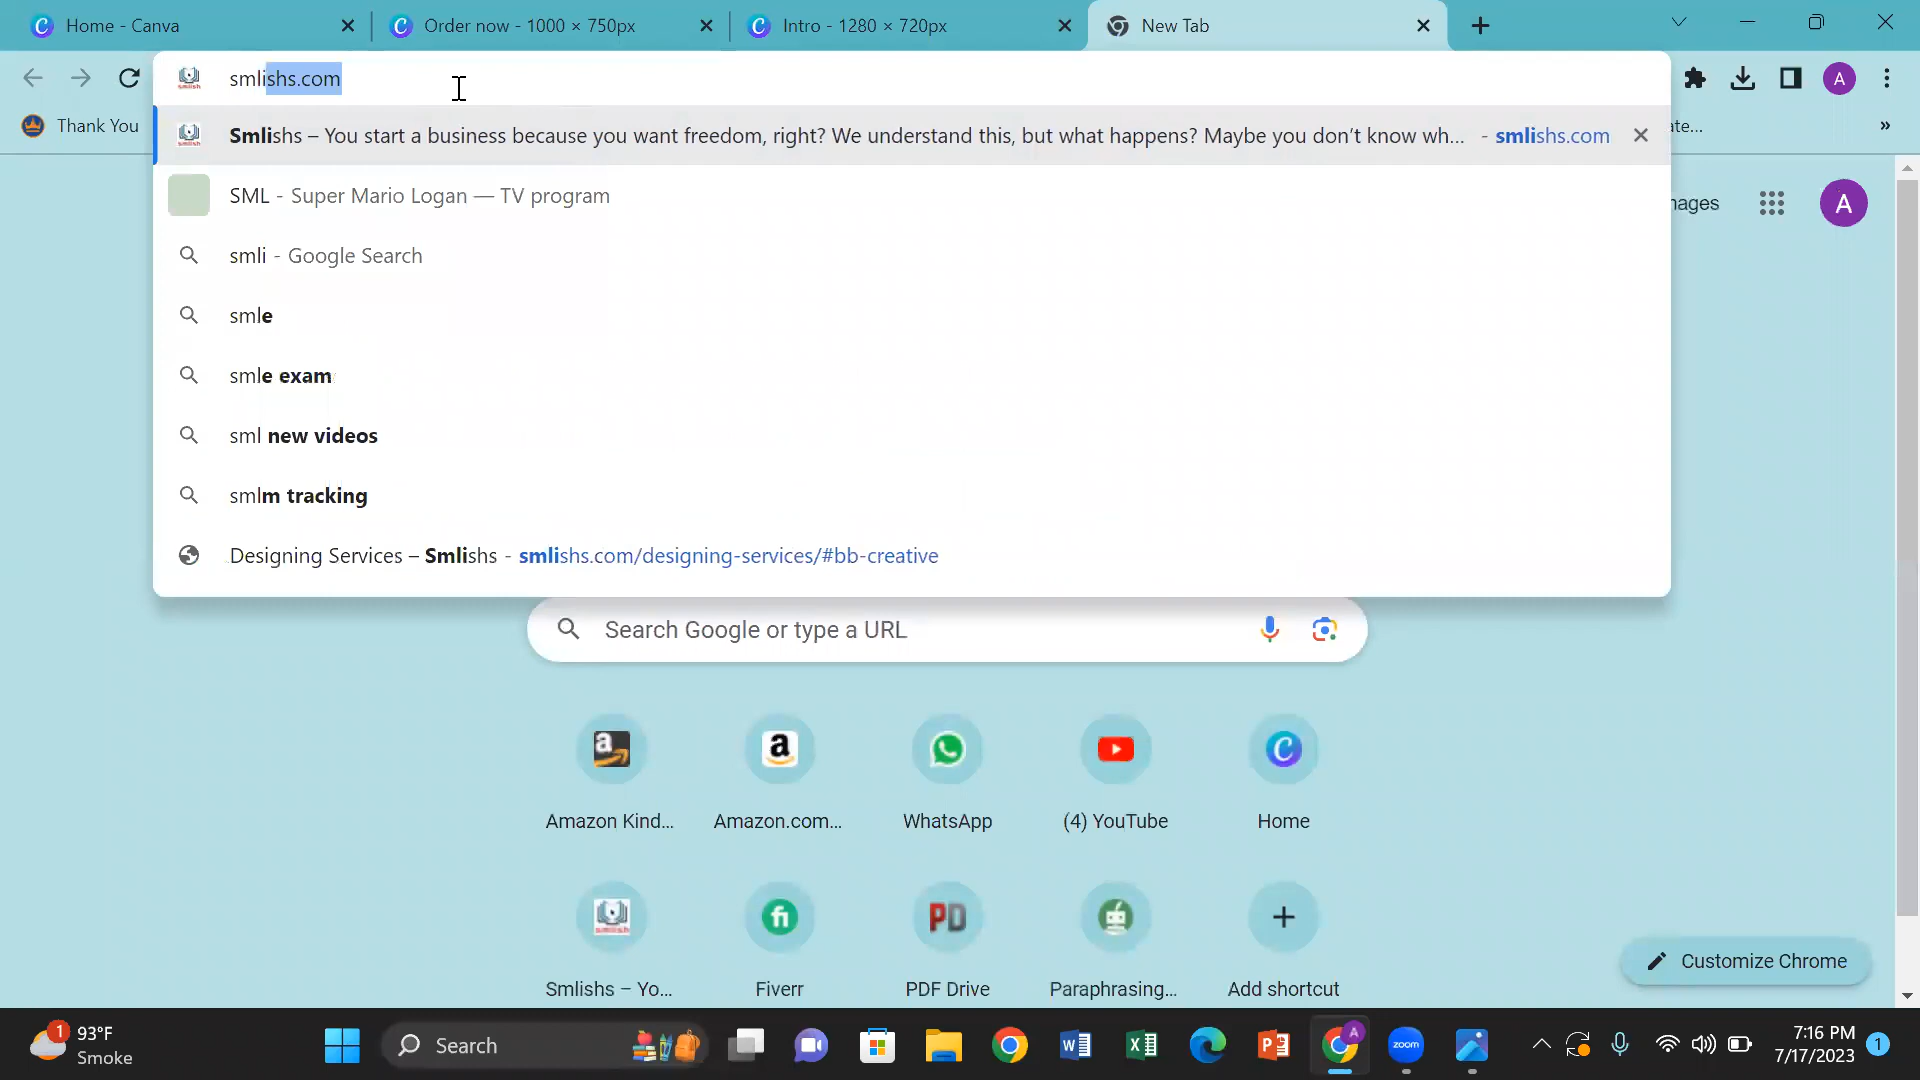 Home - Canva
Order now - 1000 × 750px
Intro - 1280 × 720px
New Tab
smlishs.com
A
Thank You
Smlishs – You start a business because you want freedom, right? We understand this, but what happens? Maybe you don't know wh... - smlishs.com
ate...
»
SML - Super Mario Logan — TV program
nages
A
smli - Google Search
smle
smle exam
sml new videos
smlm tracking
Designing Services – Smlishs - smlishs.com/designing-services/#bb-creative
Search Google or type a URL
Amazon Kind...
Amazon.com...
WhatsApp
(4) YouTube
Home
Smlishs – Yo...
Fiverr
PDF Drive
Paraphrasing...
Add shortcut
Customize Chrome
1
93°F
Smoke
Search
A
zoom
7:16 PM
7/17/2023
1